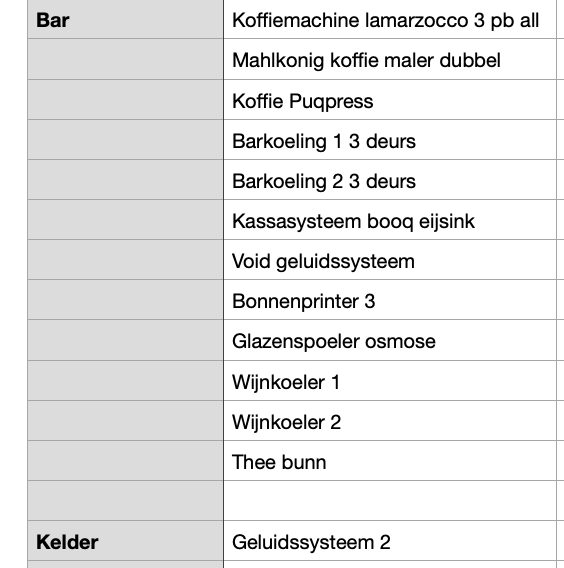 Bar Koffiemachine lamarzocco 3 pb all
Mahlkonig koffie maler dubbel
Koffie Puqpress
Barkoeling 1 3 deurs
Barkoeling 2 3 deurs
Kassasysteem booq eijsink
Void geluidssysteem
Bonnenprinter 3
Glazenspoeler osmose
Wijnkoeler 1
Wijnkoeler 2
Thee bunn
Kelder Geluidssysteem 2